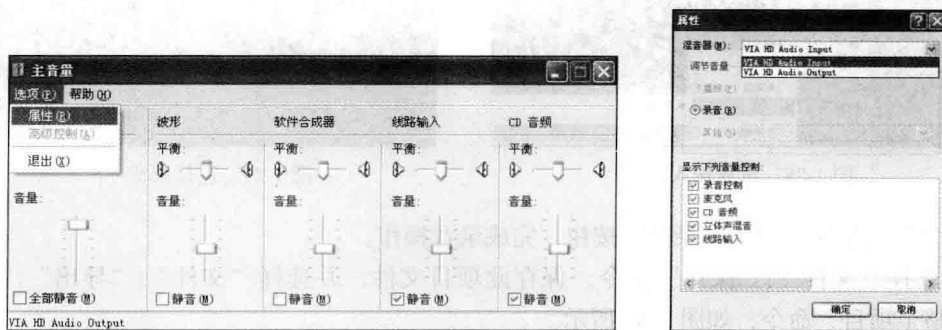 主音量
选项(P) 帮助(H)
属性(R)
高级控制(A)
退出(X)
波形
软件合成器
线路输入
CD 音频
平衡:
平衡:
平衡:
平衡:
音量:
音量:
音量:
音量:
音量:
全部静音(M)
静音(M)
静音(M)
静音(M)
静音(M)
VIA HD Audio Output
属性
混音器(M):
VIA HD Audio Input
VIA HD Audio Input
VIA HD Audio Output
调节音量
录音(R)
显示下列音量控制:
录音控制
麦克风
CD 音频
立体声混音
线路输入
确定
取消